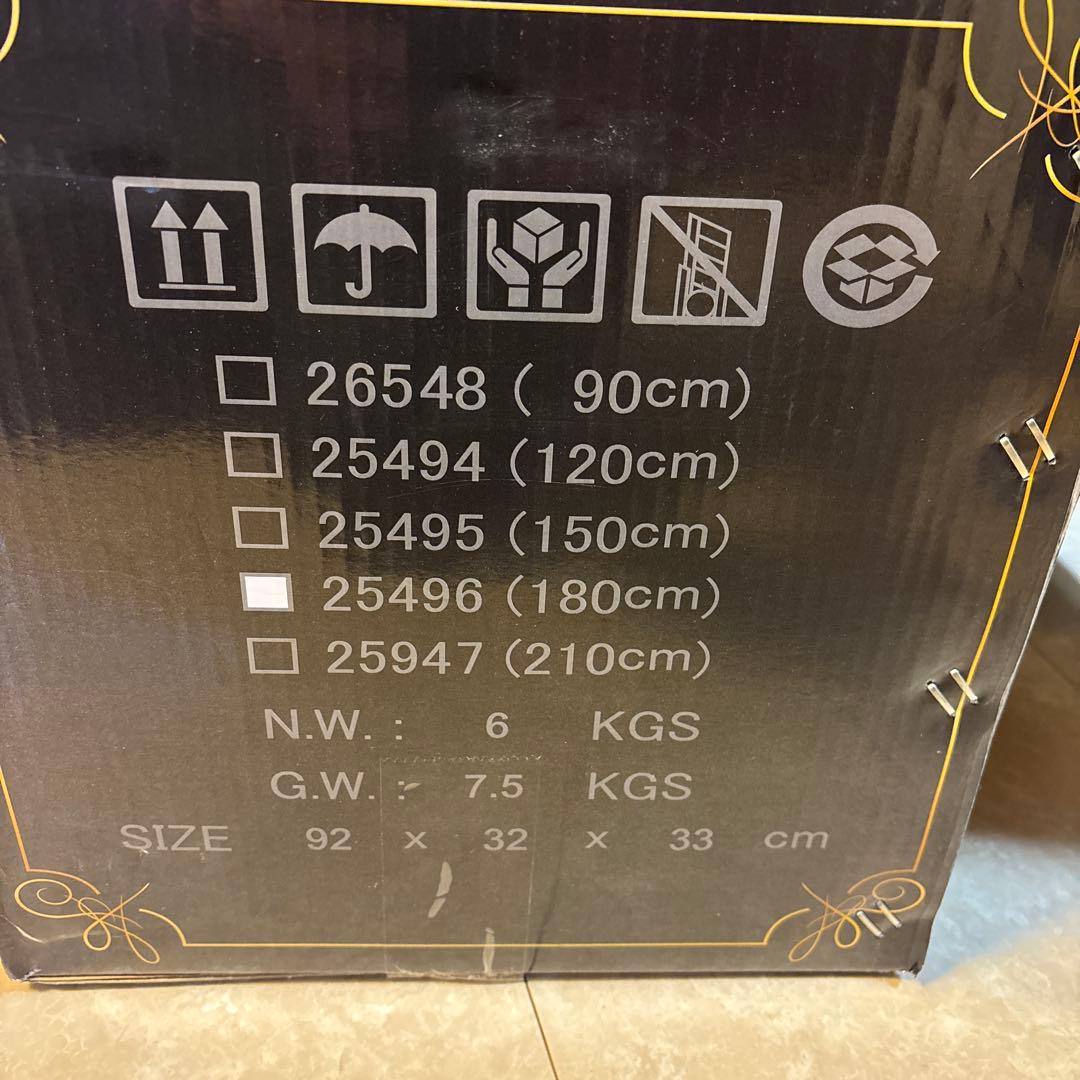 26548 ( 90cm)
25494 (120cm)
25495 (150cm)
25496 (180cm)
25947 (210cm)
N.W. : 6 KGS
G.W. : 7.5 KGS
SIZE 92 x 32 x 33 cm